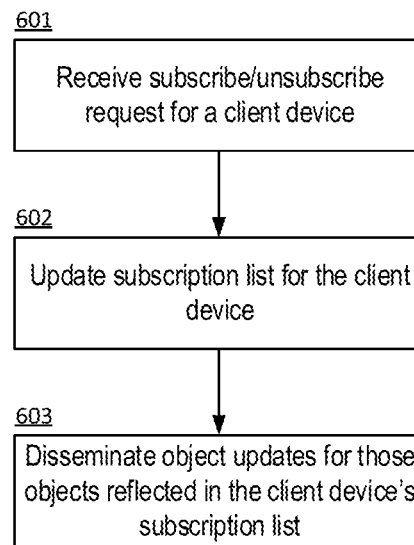 601
Receive subscribe/unsubscribe
request for a client device
602
Update subscription list for the client
device
603
Disseminate object updates for those
objects reflected in the client device's
subscription list